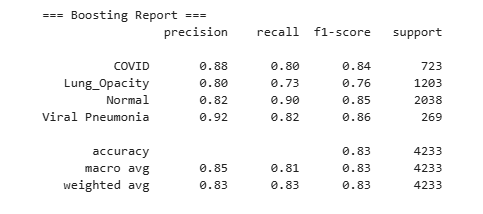 === Boosting Report ===
precision recall f1-score support
COVID 0.88 0.80 0.84 723
Lung_Opacity 0.80 0.73 0.76 1203
Normal 0.82 0.90 0.85 2038
Viral Pneumonia 0.92 0.82 0.86 269
accuracy 0.83 4233
macro avg 0.85 0.81 0.83 4233
weighted avg 0.83 0.83 0.83 4233